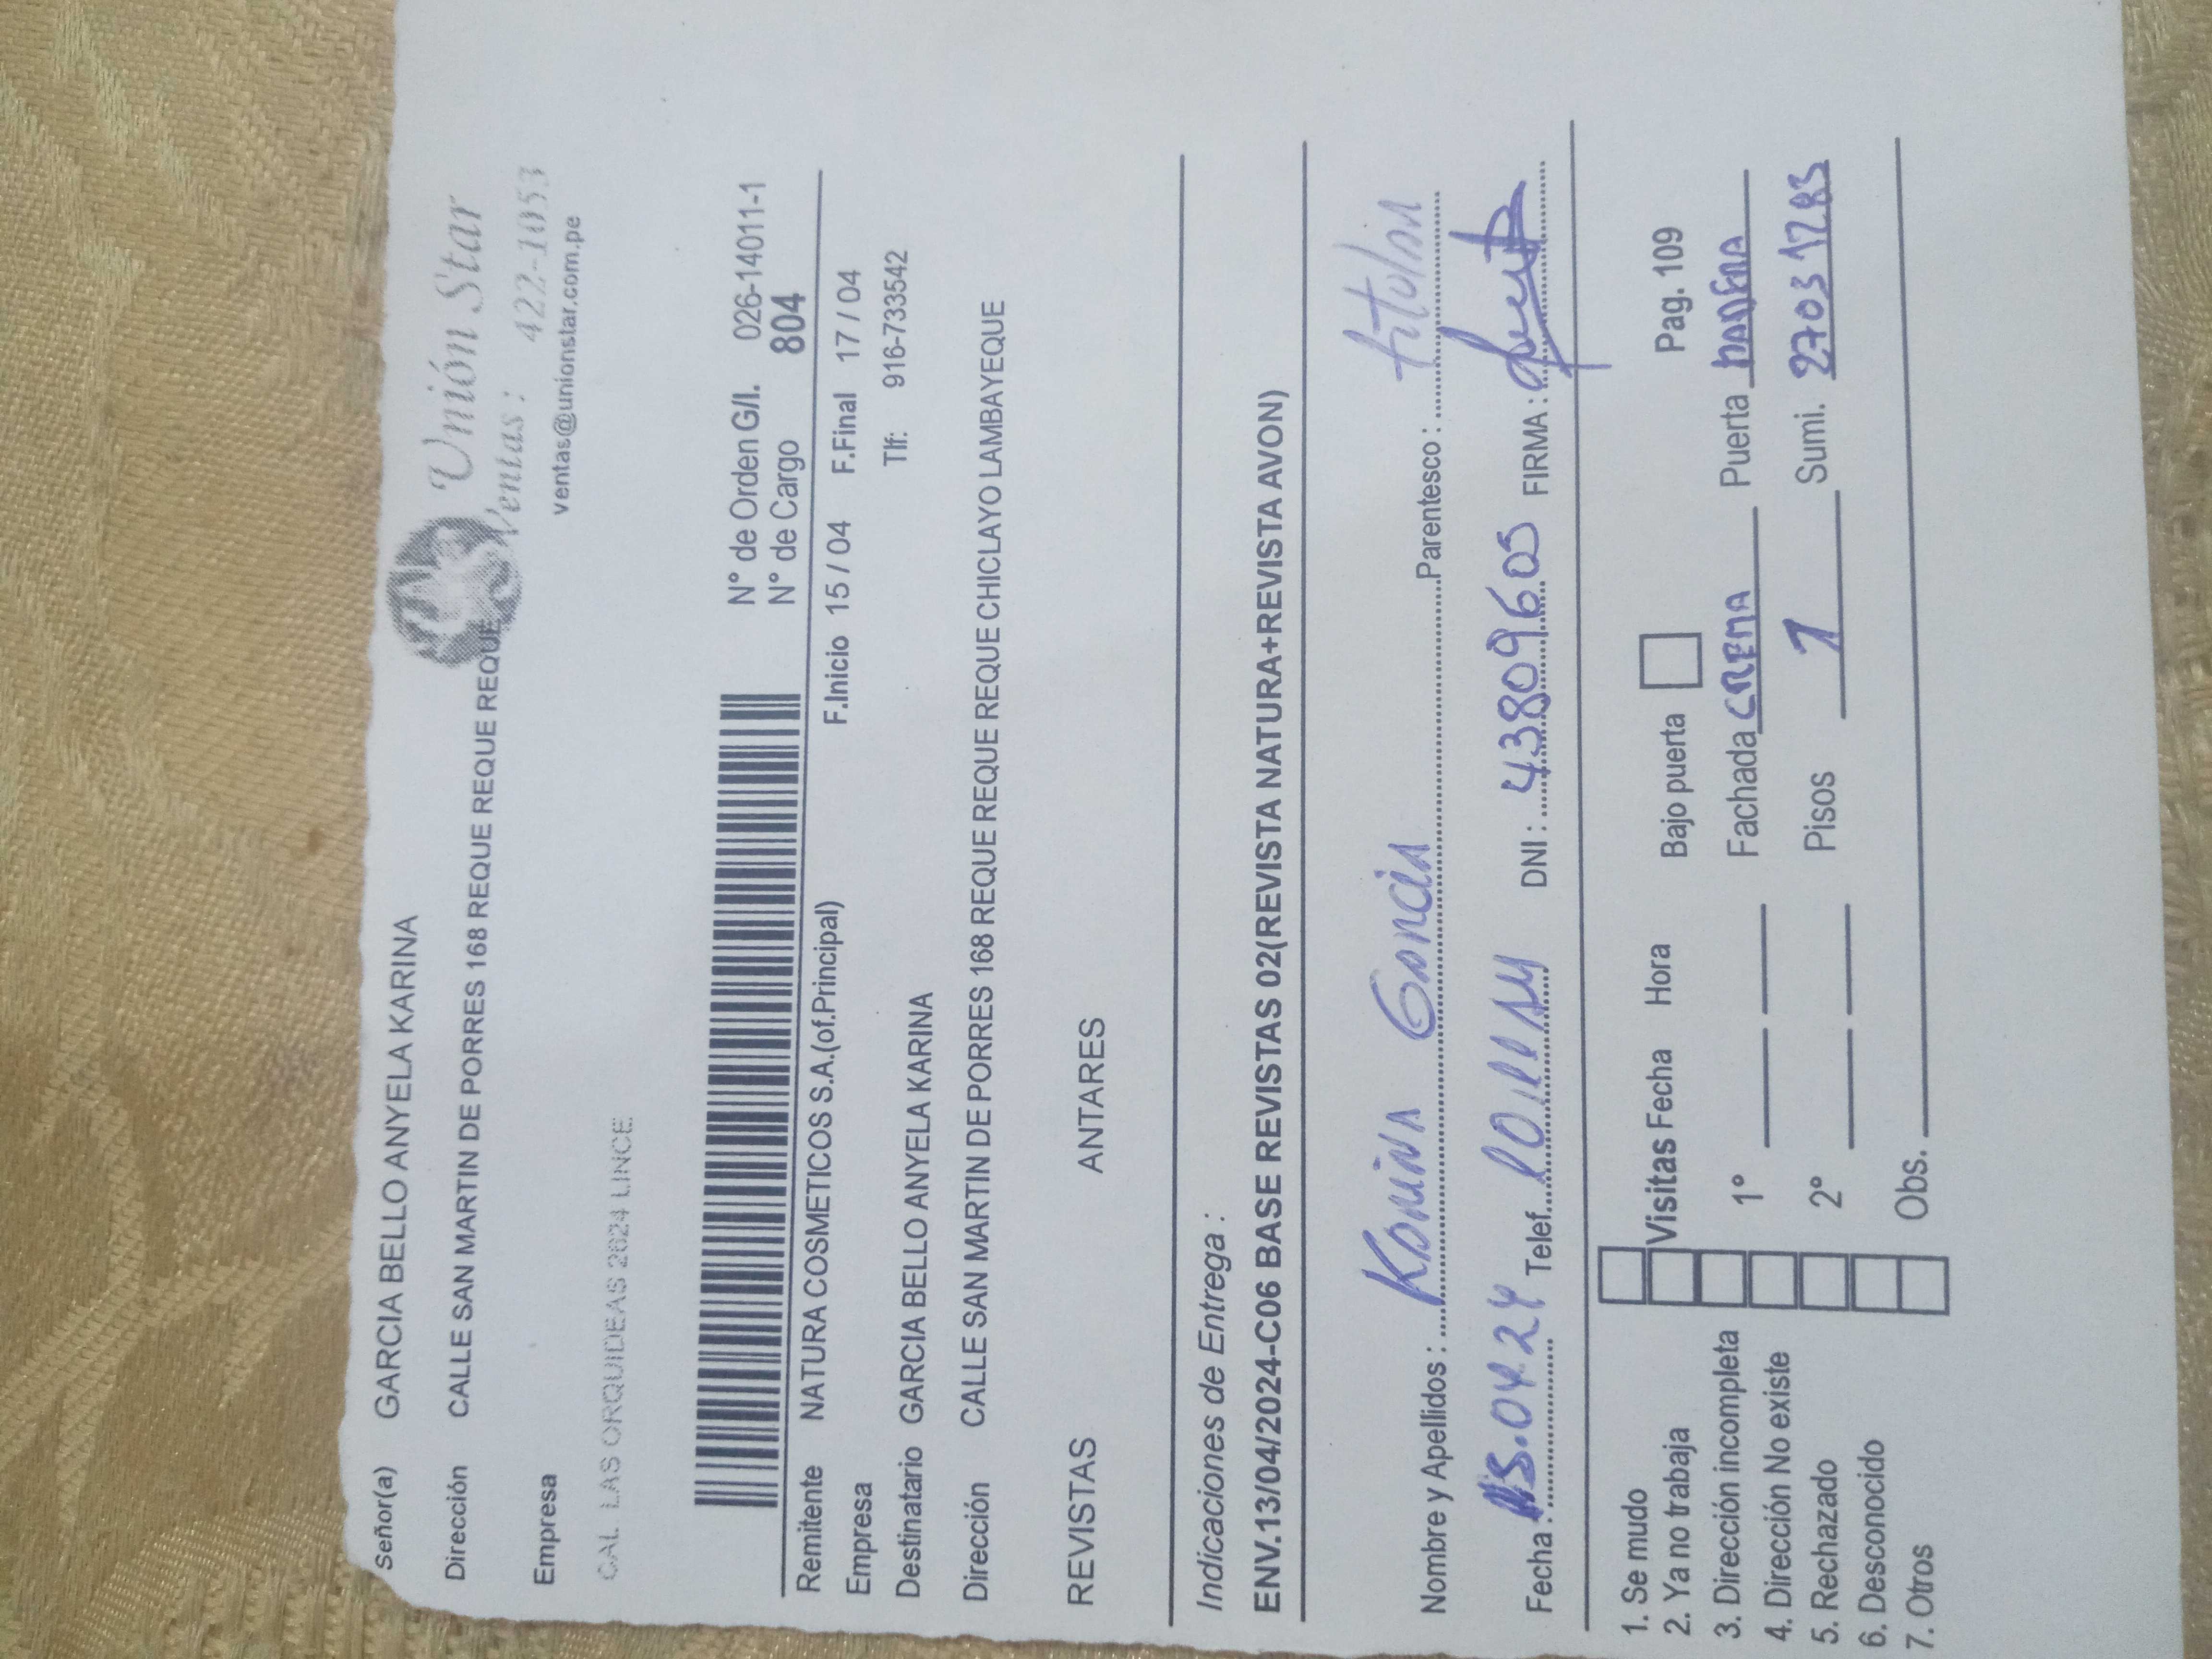 Señor(a) GARCIA BELLO ANYELA KARINA
Unión Star
Dirección CALLE SAN MARTIN DE PORRES 168 REQUE REQUE REQUE
Ventas: 422-1053
ventas@unionstar.com.pe
Empresa
CAL. LAS ORQUIDEAS 2624 LINCE
N° de Orden G/I. 026-14011-1
N° de Cargo 804
Remitente NATURA COSMETICOS S.A.(of.Principal)
F.Inicio 15 / 04 F.Final 17 / 04
Empresa
Destinatario GARCIA BELLO ANYELA KARINA Tlf: 916-733542
Dirección CALLE SAN MARTIN DE PORRES 168 REQUE REQUE REQUE CHICLAYO LAMBAYEQUE
REVISTAS ANTARES
Indicaciones de Entrega :
ENV.13/04/2024-C06 BASE REVISTAS 02(REVISTA NATURA+REVISTA AVON)
Nombre y Apellidos : Karina Garcia Parentesco : titular
Fecha : 15.04.24 Telef. DNI : 43809605 FIRMA :
1. Se mudo
2. Ya no trabaja
3. Dirección incompleta
4. Dirección No existe
5. Rechazado
6. Desconocido
7. Otros
Visitas Fecha Hora Bajo puerta Pag. 109
1° Fachada CREMA Puerta
2° Pisos 1 Sumi. 27031783
Obs.